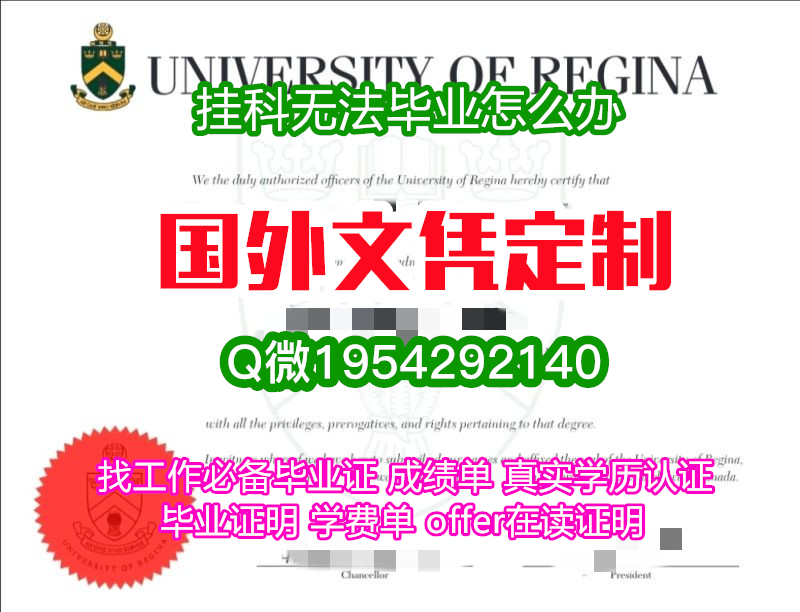 UNIVERSITY OF REGINA
挂科无法毕业怎么办
We the duly authorized officers of the University of Regina hereby certify that
国外文凭定制
Q微1954292140
with all the privileges, prerogatives, and rights pertaining to that degree.
the University of Regina,
找工作必备毕业证 成绩单 真实学历认证
毕业证明 学费单 offer在读证明
Chancellor
President